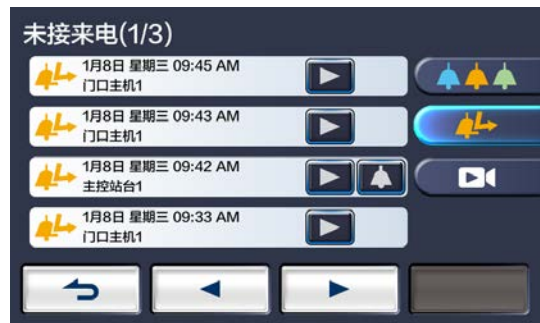 未接来电(1/3)
1月8日 星期三 09:45 AM
门口主机1
1月8日 星期三 09:43 AM
门口主机1
1月8日 星期三 09:42 AM
主控站台1
1月8日 星期三 09:33 AM
门口主机1